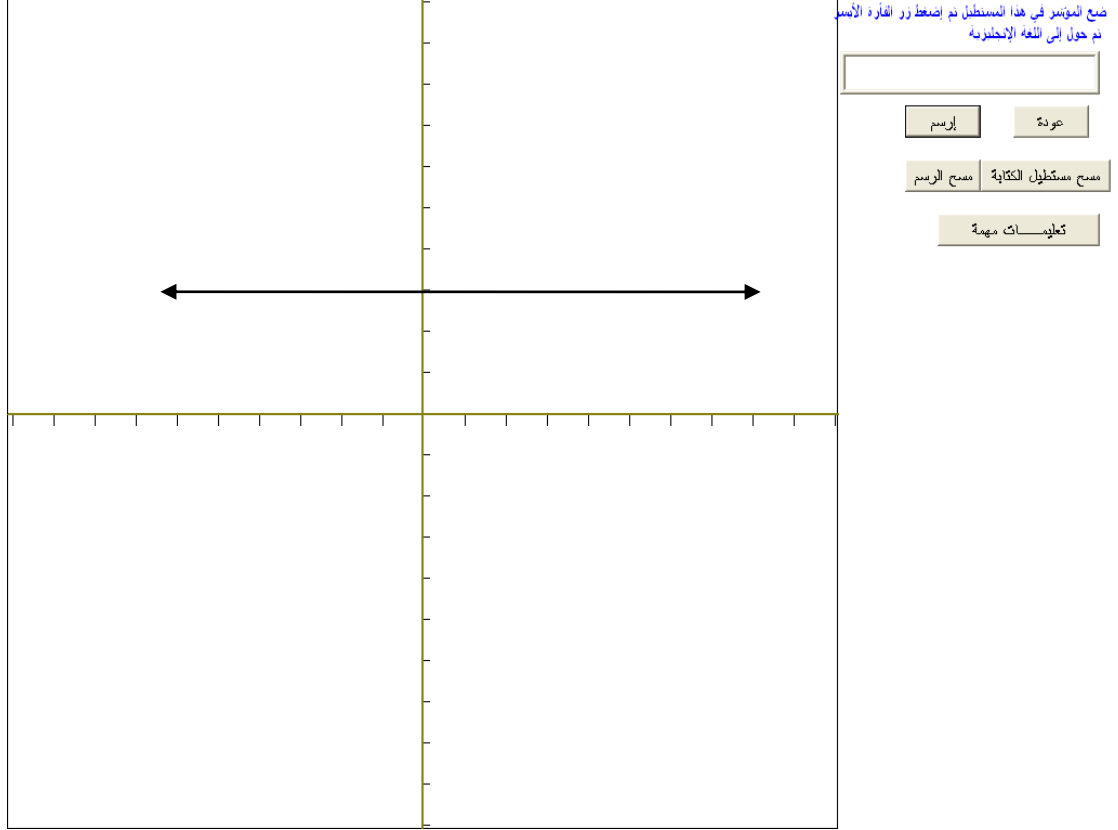 ضع المؤشر في هذا المستطيل ثم إضغط زر الفأرة الأيسر
ثم حول إلى اللغة الإنجليزية
عودة
إرسم
مسح مستطيل الكتابة
مسح الرسم
تعليمــــات مهمة